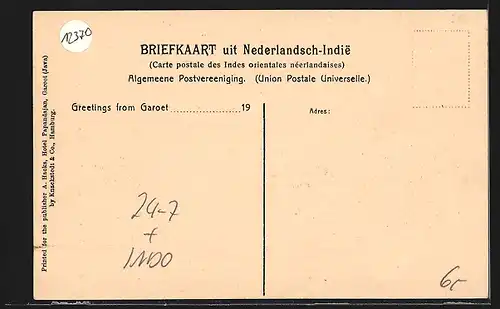 12370
BRIEFKAART uit Nederlandsch-Indië
(Carte postale des Indes orientales néerlandaises)
Algemeene Postvereeniging. (Union Postale Universelle.)
Greetings from Garoet ........................ 19
Adres:
Printed for the publisher A. Hacks, Hotel Papandajan, Garoet (Java)
by Knackstedt & Co., Hamburg.
24-7
+
INDO
6,-